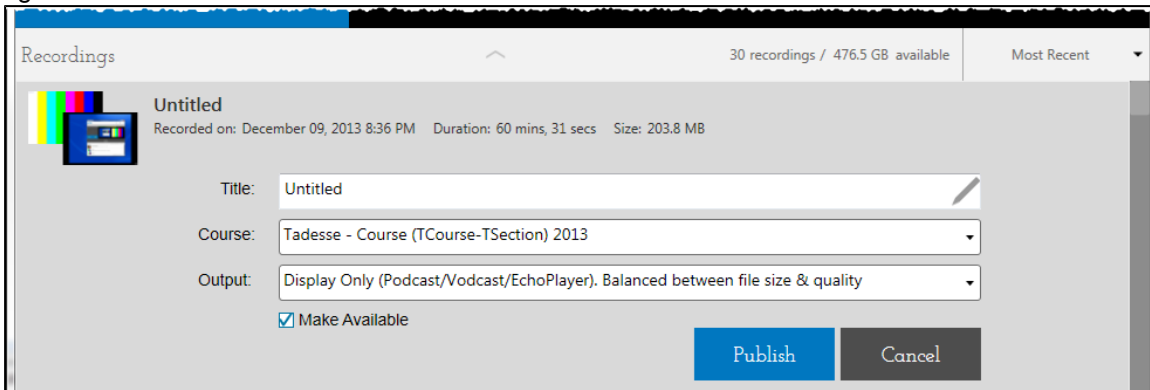 Recordings 30 recordings / 476.5 GB available Most Recent
Untitled
Recorded on: December 09, 2013 8:36 PM Duration: 60 mins, 31 secs Size: 203.8 MB
Title: Untitled
Course: Tadesse - Course (TCourse-TSection) 2013
Output: Display Only (Podcast/Vodcast/EchoPlayer). Balanced between file size & quality
Make Available
Publish Cancel